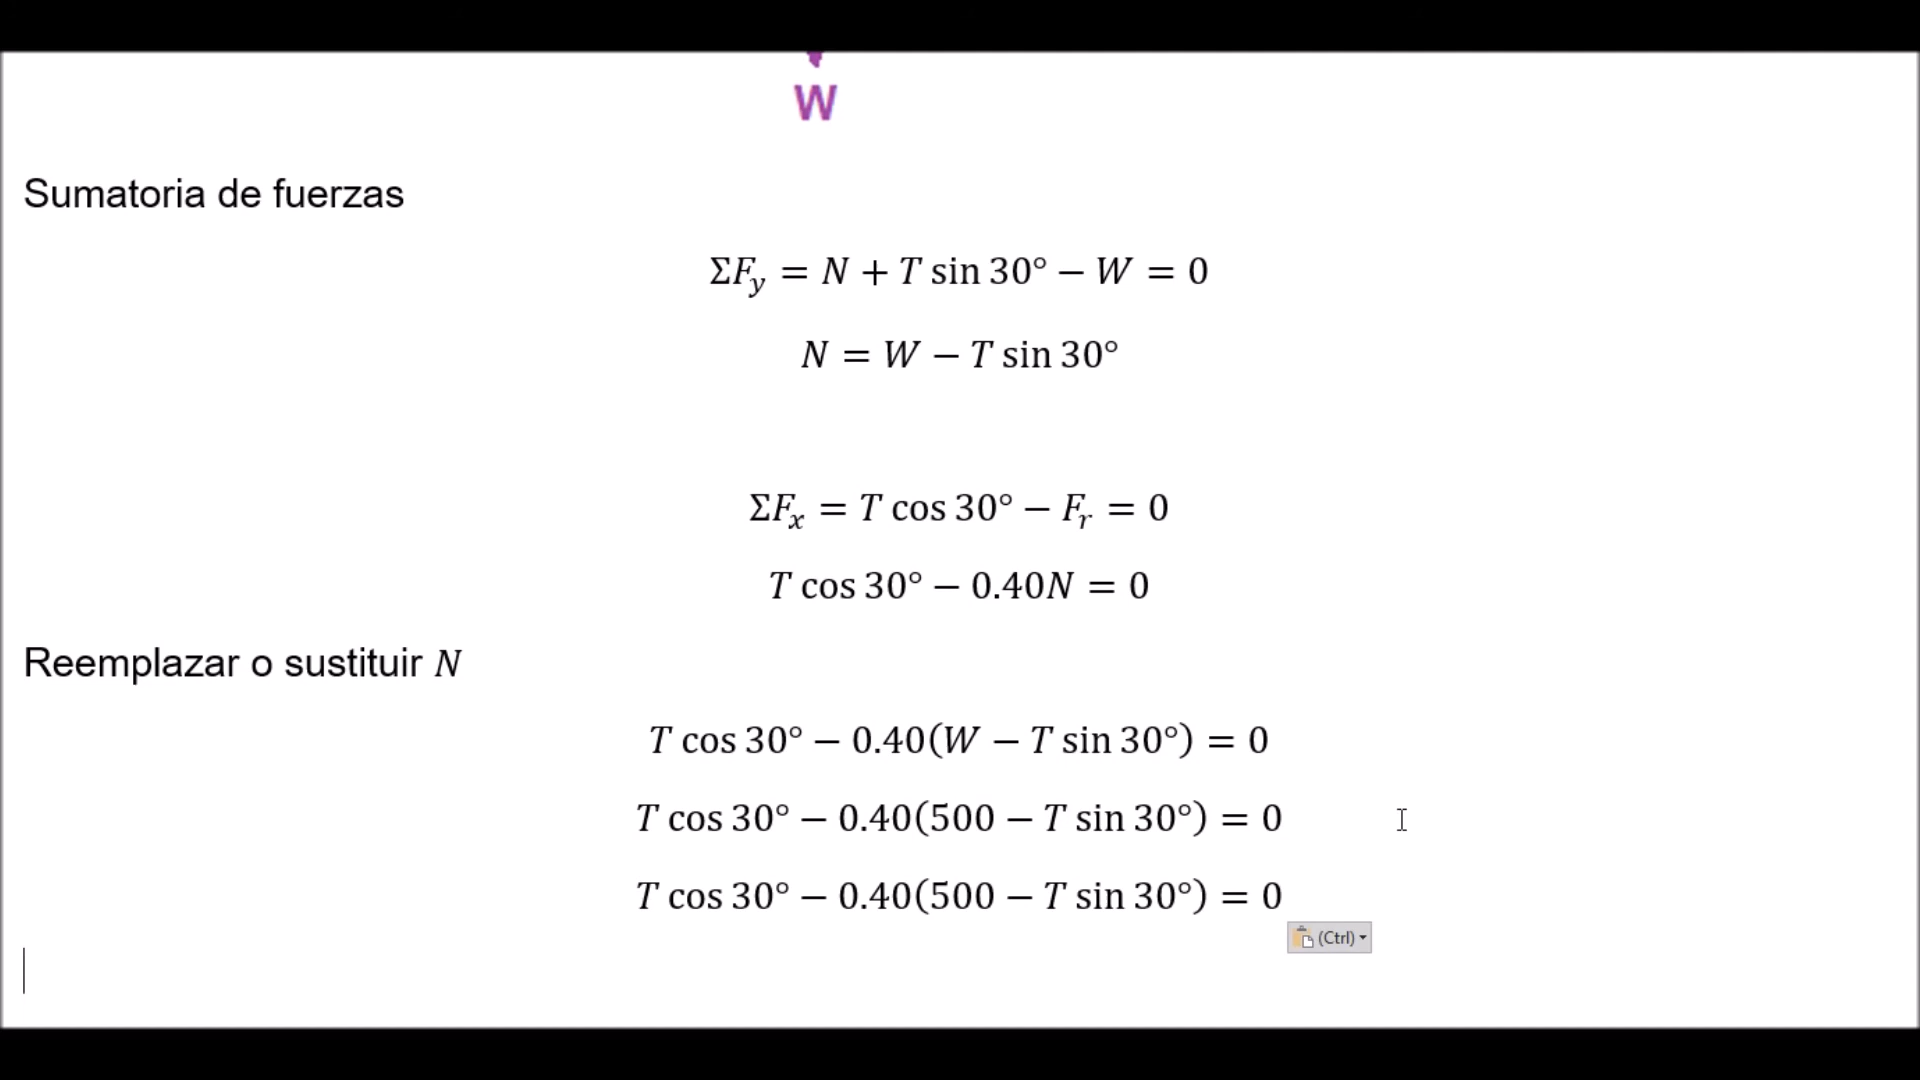 W
Sumatoria de fuerzas
ΣF_y = N + T sin 30° − W = 0
N = W − T sin 30°
ΣF_x = T cos 30° − F_r = 0
T cos 30° − 0.40N = 0
Reemplazar o sustituir N
T cos 30° − 0.40(W − T sin 30°) = 0
T cos 30° − 0.40(500 − T sin 30°) = 0
T cos 30° − 0.40(500 − T sin 30°) = 0
(Ctrl)